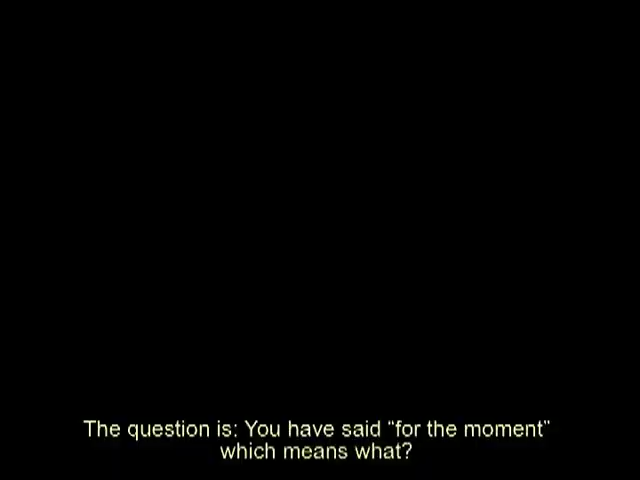 The question is: You have said “for the moment”
which means what?